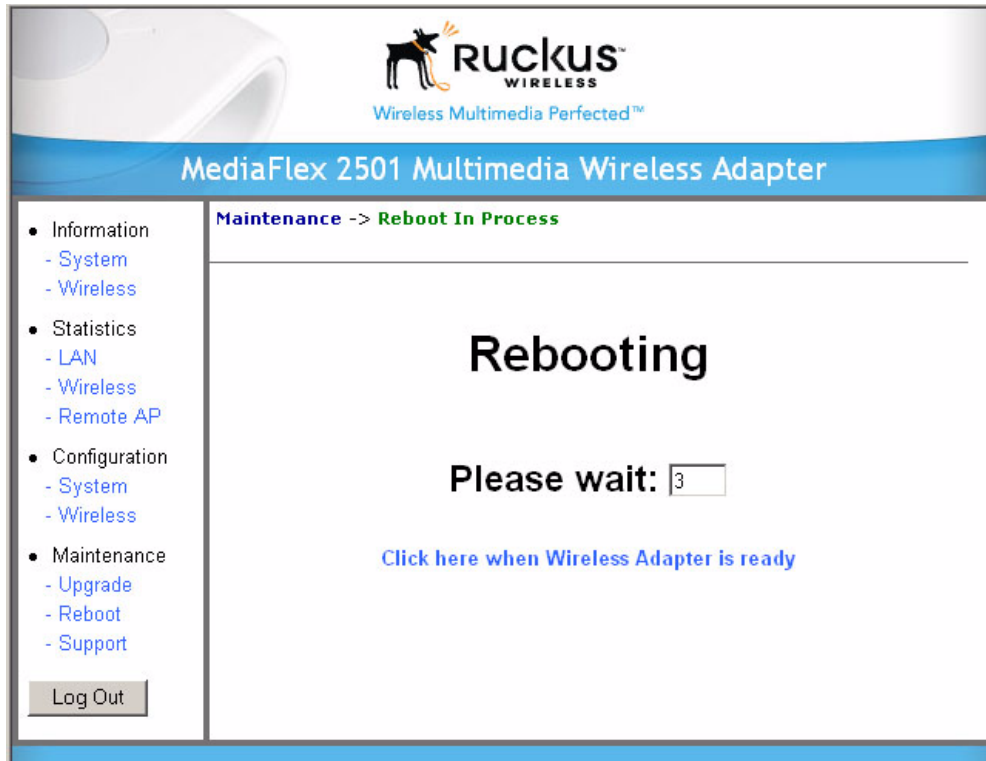 RUCKUS™
WIRELESS
Wireless Multimedia Perfected™
MediaFlex 2501 Multimedia Wireless Adapter
• Information
- System
- Wireless
• Statistics
- LAN
- Wireless
- Remote AP
• Configuration
- System
- Wireless
• Maintenance
- Upgrade
- Reboot
- Support
Log Out
Maintenance -> Reboot In Process
Rebooting
Please wait: 3
Click here when Wireless Adapter is ready